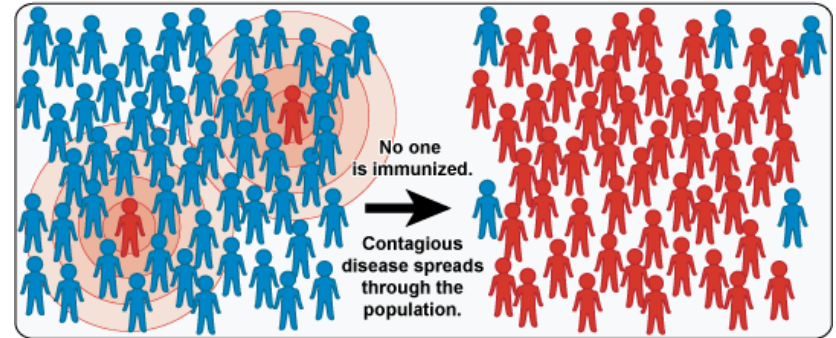 No one
is immunized.
Contagious
disease spreads
through the
population.